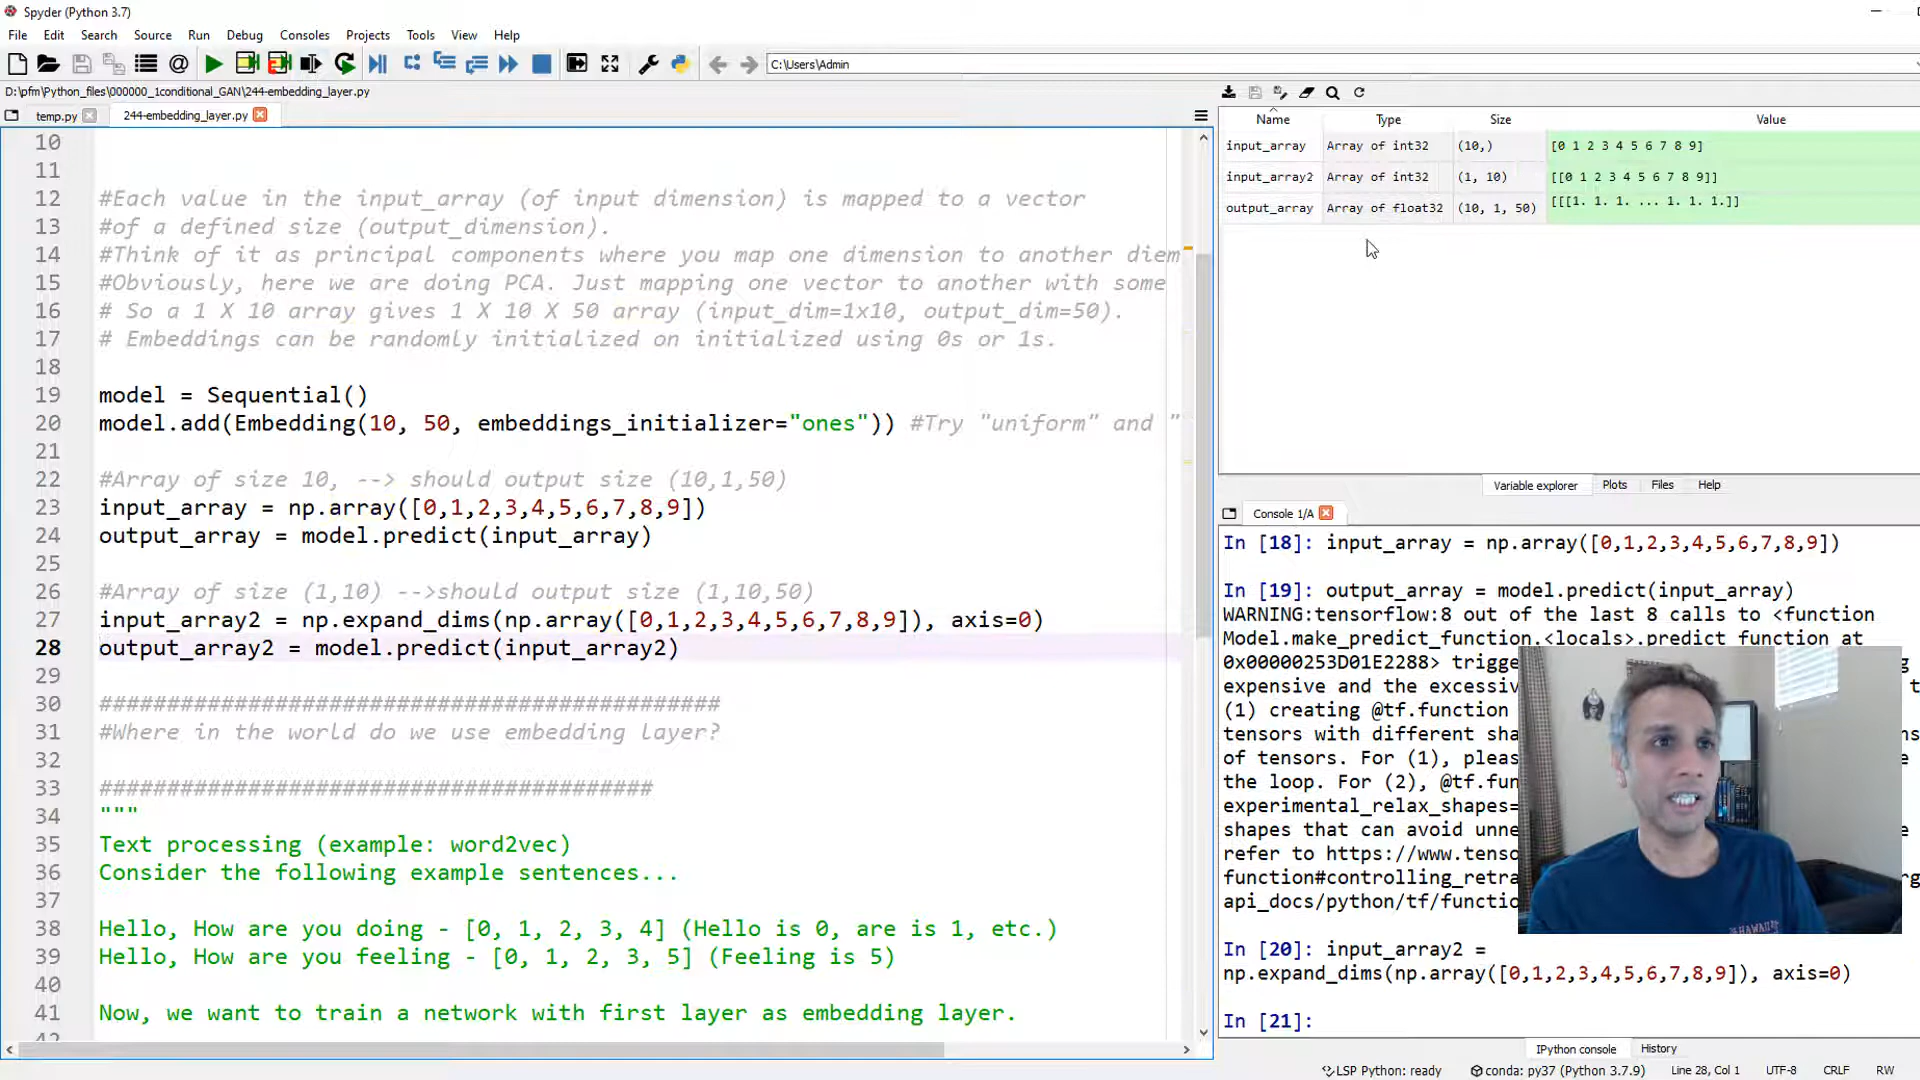 Spyder (Python 3.7)
File Edit Search Source Run Debug Consoles Projects Tools View Help
C:\Users\Admin
D:\pfm\Python_files\000000_1conditional_GAN\244-embedding_layer.py
temp.py 244-embedding_layer.py
10
11
12 #Each value in the input_array (of input dimension) is mapped to a vector
13 #of a defined size (output_dimension).
14 #Think of it as principal components where you map one dimension to another diem
15 #Obviously, here we are doing PCA. Just mapping one vector to another with some
16 # So a 1 X 10 array gives 1 X 10 X 50 array (input_dim=1x10, output_dim=50).
17 # Embeddings can be randomly initialized on initialized using 0s or 1s.
18
19 model = Sequential()
20 model.add(Embedding(10, 50, embeddings_initializer="ones")) #Try "uniform" and "
21
22 #Array of size 10, --> should output size (10,1,50)
23 input_array = np.array([0,1,2,3,4,5,6,7,8,9])
24 output_array = model.predict(input_array)
25
26 #Array of size (1,10) -->should output size (1,10,50)
27 input_array2 = np.expand_dims(np.array([0,1,2,3,4,5,6,7,8,9]), axis=0)
28 output_array2 = model.predict(input_array2)
29
30 ##############################################
31 #Where in the world do we use embedding layer?
32
33 #########################################
34 """
35 Text processing (example: word2vec)
36 Consider the following example sentences...
37
38 Hello, How are you doing - [0, 1, 2, 3, 4] (Hello is 0, are is 1, etc.)
39 Hello, How are you feeling - [0, 1, 2, 3, 5] (Feeling is 5)
40
41 Now, we want to train a network with first layer as embedding layer.
Name Type Size Value
input_array Array of int32 (10,) [0 1 2 3 4 5 6 7 8 9]
input_array2 Array of int32 (1, 10) [[0 1 2 3 4 5 6 7 8 9]]
output_array Array of float32 (10, 1, 50) [[[1. 1. 1. ... 1. 1. 1.]]
Variable explorer Plots Files Help
Console 1/A
In [18]: input_array = np.array([0,1,2,3,4,5,6,7,8,9])
In [19]: output_array = model.predict(input_array)
WARNING:tensorflow:8 out of the last 8 calls to <function
Model.make_predict_function.<locals>.predict_function at
0x00000253D01E2288> trigge
expensive and the excessiv
(1) creating @tf.function
tensors with different sha
of tensors. For (1), pleas
the loop. For (2), @tf.fun
experimental_relax_shapes=
shapes that can avoid unne
refer to https://www.tenso
function#controlling_retra
api_docs/python/tf/functio
In [20]: input_array2 =
np.expand_dims(np.array([0,1,2,3,4,5,6,7,8,9]), axis=0)
In [21]:
IPython console History
LSP Python: ready conda: py37 (Python 3.7.9) Line 28, Col 1 UTF-8 CRLF RW